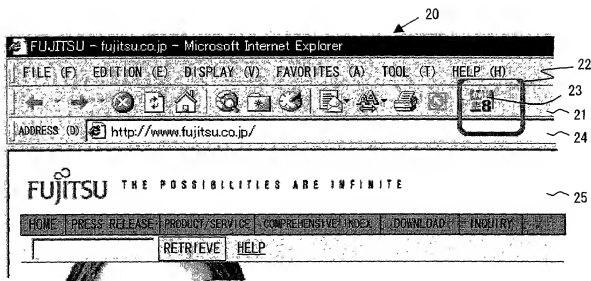 20
FUJITSU - fujitsu.co.jp - Microsoft Internet Explorer
FILE (F) EDITION (E) DISPLAY (V) FAVORITES (A) TOOL (T) HELP (H)
22
23
21
ADDRESS (D) http://www.fujitsu.co.jp/
24
FUJITSU THE POSSIBILITIES ARE INFINITE
25
HOME PRESS RELEASE PRODUCT/SERVICE COMPREHENSIVE INDEX DOWNLOAD INQUIRY
RETRIEVE HELP